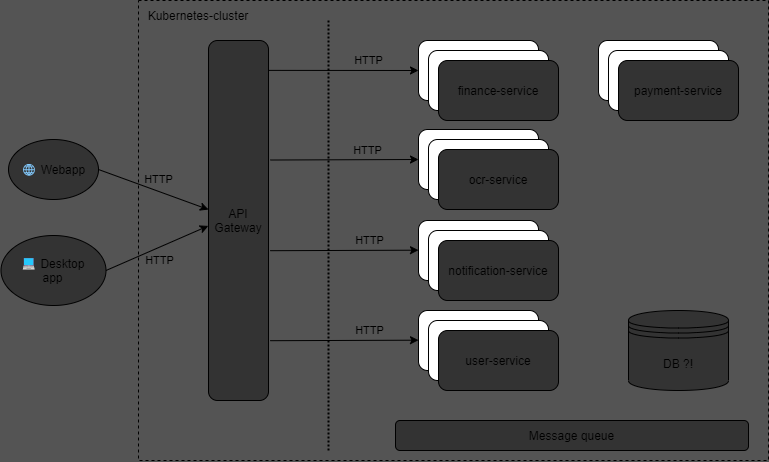 Kubernetes-cluster
HTTP
finance-service
payment-service
HTTP
ocr-service
Webapp
HTTP
API
Gateway
HTTP
notification-service
Desktop
app
HTTP
HTTP
user-service
DB ?!
Message queue